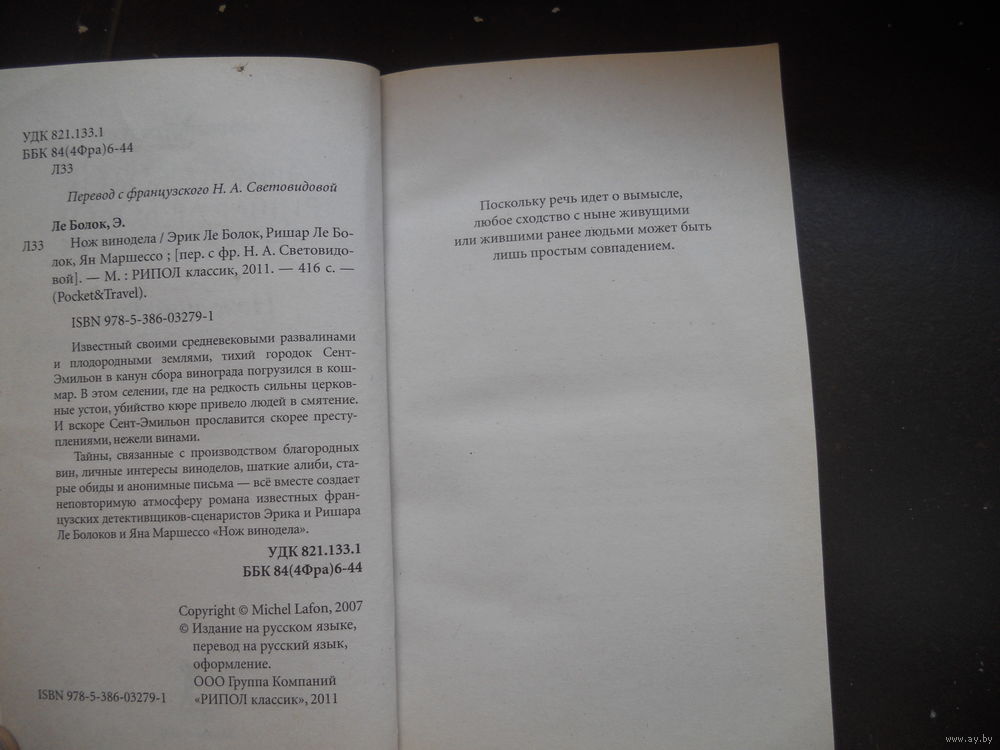 УДК 821.133.1
ББК 84(4Фра)6-44
Л33
Перевод с французского Н. А. Световидовой
Ле Болок, Э.
Л33 Нож винодела / Эрик Ле Болок, Ришар Ле Бо-
лок, Ян Маршессо ; [пер. с фр. Н. А. Световидо-
вой]. — М. : РИПОЛ классик, 2011. — 416 с. —
(Pocket&Travel).
ISBN 978-5-386-03279-1
Известный своими средневековыми развалинами
и плодородными землями, тихий городок Сент-
Эмильон в канун сбора винограда погрузился в кош-
мар. В этом селении, где на редкость сильны церков-
ные устои, убийство кюре привело людей в смятение.
И вскоре Сент-Эмильон прославится скорее престу-
плениями, нежели винами.
Тайны, связанные с производством благородных
вин, личные интересы виноделов, шаткие алиби, ста-
рые обиды и анонимные письма — всё вместе создает
неповторимую атмосферу романа известных фран-
цузских детективщиков-сценаристов Эрика и Ришара
Ле Болоков и Яна Маршессо «Нож винодела».
УДК 821.133.1
ББК 84(4Фра)6-44
Copyright © Michel Lafon, 2007
© Издание на русском языке,
перевод на русский язык,
оформление.
ООО Группа Компаний
«РИПОЛ классик», 2011
ISBN 978-5-386-03279-1
Поскольку речь идет о вымысле,
любое сходство с ныне живущими
или жившими ранее людьми может быть
лишь простым совпадением.
www.ay.by